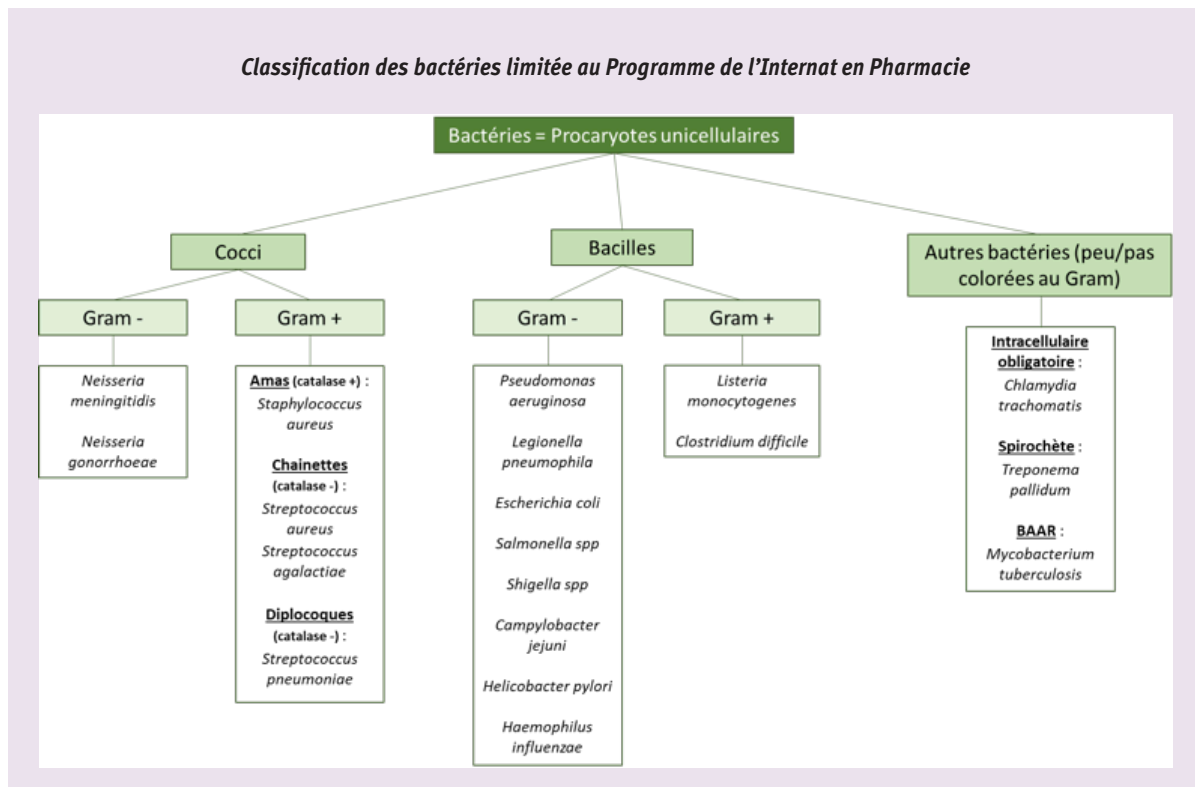 Classification des bactéries limitée au Programme de l'Internat en Pharmacie
Bactéries = Procaryotes unicellulaires
Cocci
Gram -
Neisseria
meningitidis
Neisseria
gonorrhoeae
Gram +
Amas (catalase +) :
Staphylococcus
aureus
Chainettes
(catalase -) :
Streptococcus
aureus
Streptococcus
agalactiae
Diplocoques
(catalase -) :
Streptococcus
pneumoniae
Bacilles
Gram -
Pseudomonas
aeruginosa
Legionella
pneumophila
Escherichia coli
Salmonella spp
Shigella spp
Campylobacter
jejuni
Helicobacter pylori
Haemophilus
influenzae
Gram +
Listeria
monocytogenes
Clostridium difficile
Autres bactéries (peu/pas
colorées au Gram)
Intracellulaire
obligatoire :
Chlamydia
trachomatis
Spirochète :
Treponema
pallidum
BAAR :
Mycobacterium
tuberculosis